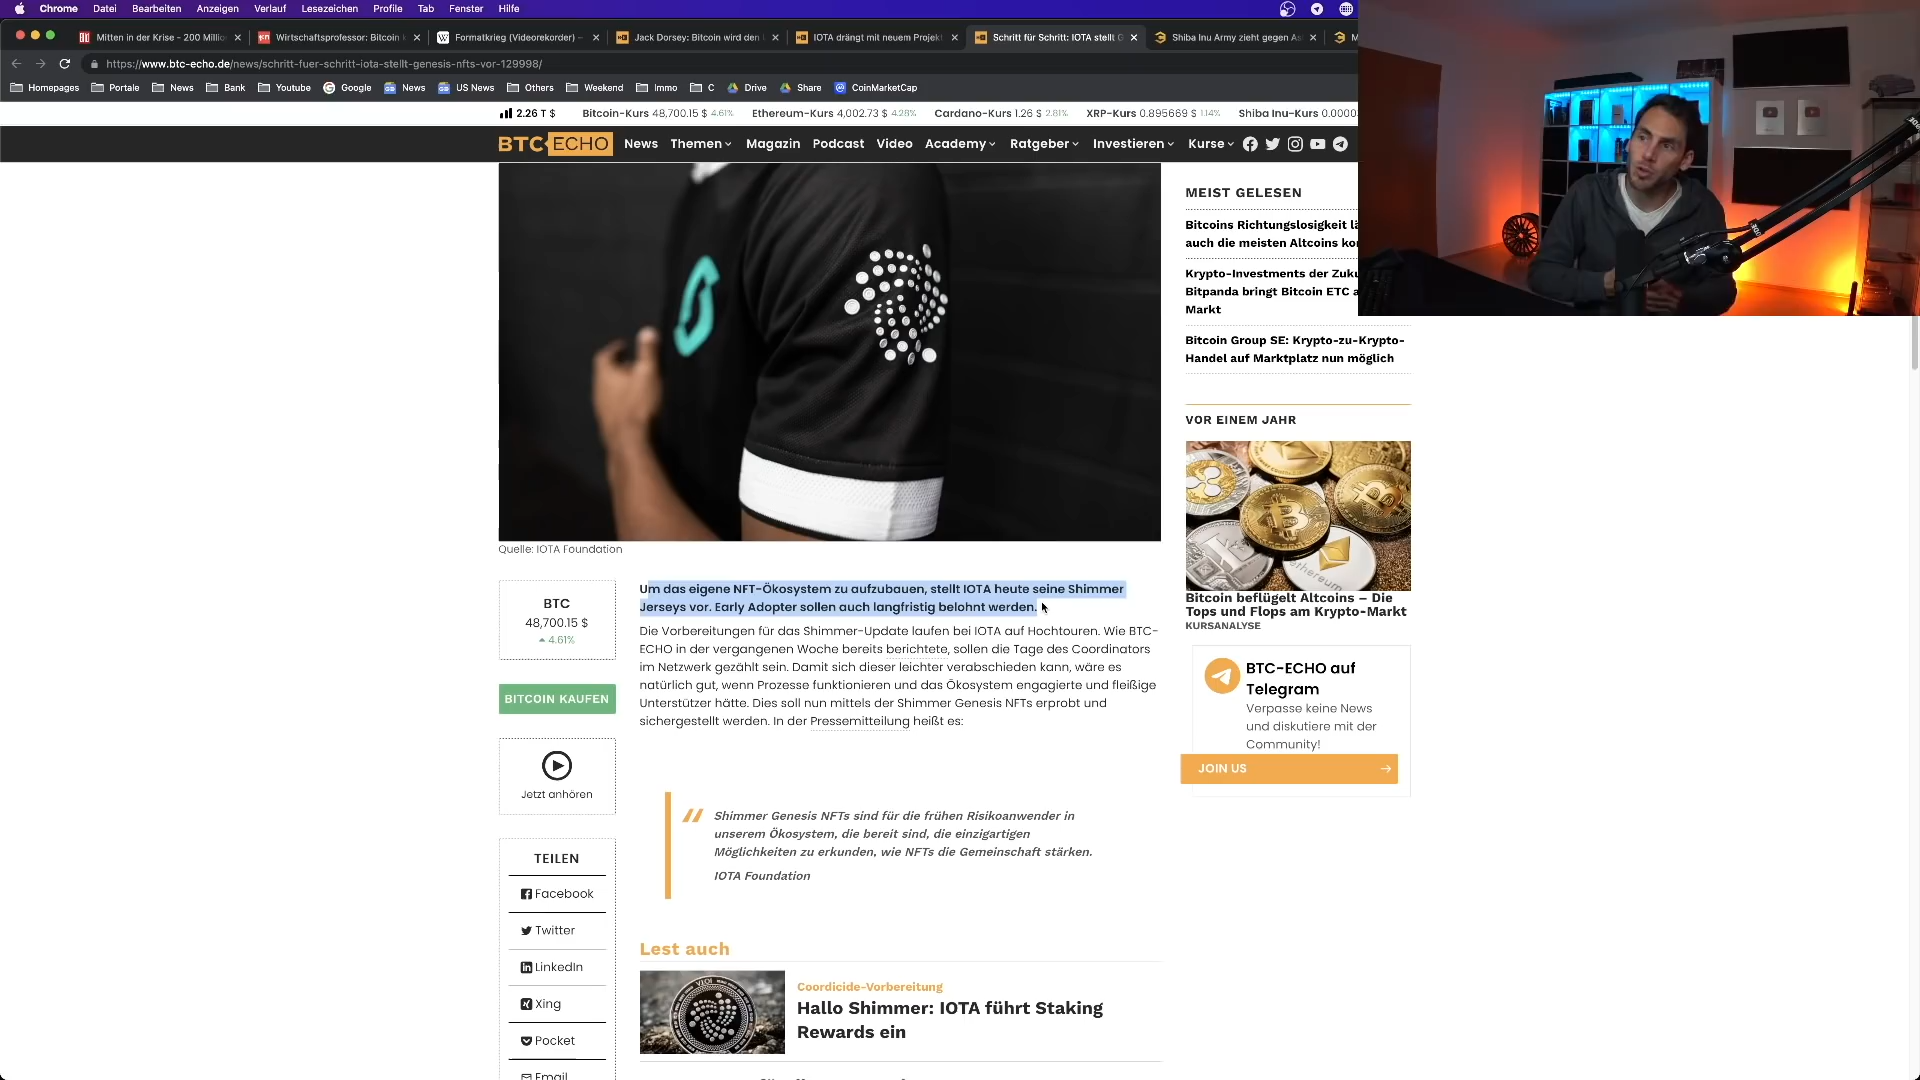 Chrome Datei Bearbeiten Anzeigen Verlauf Lesezeichen Profile Tab Fenster Hilfe
Mitten in der Krise - 200 Millio
Wirtschaftsprofessor: Bitcoin
Formatkrieg (Videorekorder) –
Jack Dorsey: Bitcoin wird den
IOTA drängt mit neuem Projekt
Schritt für Schritt: IOTA stellt G
Shiba Inu Army zieht gegen As
M
https://www.btc-echo.de/news/schritt-fuer-schritt-iota-stellt-genesis-nfts-vor-129998/
Homepages Portale News Bank Youtube Google News US News Others Weekend Immo C Drive Share CoinMarketCap
2.26 T $ Bitcoin-Kurs 48,700.15 $ 4.61% Ethereum-Kurs 4,002.73 $ 4.28% Cardano-Kurs 1.26 $ 2.81% XRP-Kurs 0.895669 $ 1.14% Shiba Inu-Kurs 0.0000
BTC-ECHO News Themen Magazin Podcast Video Academy Ratgeber Investieren Kurse
Quelle: IOTA Foundation
BTC
48,700.15 $
4.61%
BITCOIN KAUFEN
Jetzt anhören
TEILEN
Facebook
Twitter
LinkedIn
Xing
Pocket
Email
Um das eigene NFT-Ökosystem zu aufzubauen, stellt IOTA heute seine Shimmer
Jerseys vor. Early Adopter sollen auch langfristig belohnt werden.
Die Vorbereitungen für das Shimmer-Update laufen bei IOTA auf Hochtouren. Wie BTC-
ECHO in der vergangenen Woche bereits berichtete, sollen die Tage des Coordinators
im Netzwerk gezählt sein. Damit sich dieser leichter verabschieden kann, wäre es
natürlich gut, wenn Prozesse funktionieren und das Ökosystem engagierte und fleißige
Unterstützer hätte. Dies soll nun mittels der Shimmer Genesis NFTs erprobt und
sichergestellt werden. In der Pressemitteilung heißt es:
Shimmer Genesis NFTs sind für die frühen Risikoanwender in
unserem Ökosystem, die bereit sind, die einzigartigen
Möglichkeiten zu erkunden, wie NFTs die Gemeinschaft stärken.
IOTA Foundation
Lest auch
Coordicide-Vorbereitung
Hallo Shimmer: IOTA führt Staking
Rewards ein
MEIST GELESEN
Bitcoins Richtungslosigkeit lä
auch die meisten Altcoins kor
Krypto-Investments der Zuku
Bitpanda bringt Bitcoin ETC a
Markt
Bitcoin Group SE: Krypto-zu-Krypto-
Handel auf Marktplatz nun möglich
VOR EINEM JAHR
Bitcoin beflügelt Altcoins – Die
Tops und Flops am Krypto-Markt
KURSANALYSE
BTC-ECHO auf
Telegram
Verpasse keine News
und diskutiere mit der
Community!
JOIN US